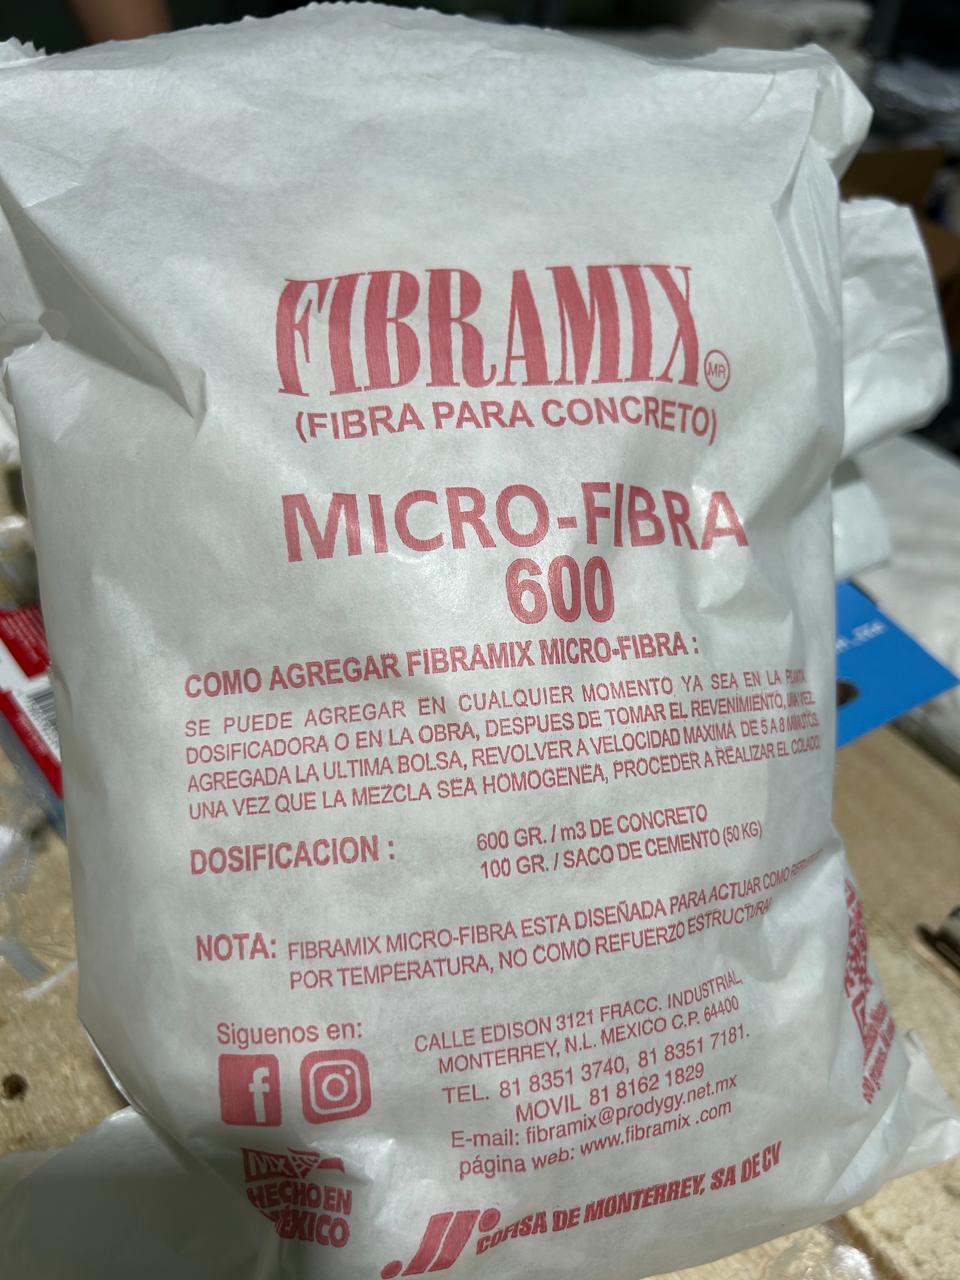 FIBRAMIX MR
(FIBRA PARA CONCRETO)
MICRO-FIBRA
600
COMO AGREGAR FIBRAMIX MICRO-FIBRA :
SE PUEDE AGREGAR EN CUALQUIER MOMENTO YA SEA EN LA PLANTA
DOSIFICADORA O EN LA OBRA, DESPUES DE TOMAR EL REVENIMIENTO, UNA VEZ
AGREGADA LA ULTIMA BOLSA, REVOLVER A VELOCIDAD MAXIMA DE 5 A 8 MINUTOS.
UNA VEZ QUE LA MEZCLA SEA HOMOGENEA, PROCEDER A REALIZAR EL COLADO.
DOSIFICACION :
600 GR. / m3 DE CONCRETO
100 GR. / SACO DE CEMENTO (50 KG)
NOTA: FIBRAMIX MICRO-FIBRA ESTA DISEÑADA PARA ACTUAR COMO
POR TEMPERATURA, NO COMO REFUERZO ESTRUCTURAL
Siguenos en:
CALLE EDISON 3121 FRACC. INDUSTRIAL,
MONTERREY, N.L. MEXICO C.P. 64400
TEL. 81 8351 3740, 81 8351 7181.
MOVIL 81 8162 1829
E-mail: fibramix@prodygy.net.mx
página web: www.fibramix .com
HECHO EN
MÉXICO
COFISA DE MONTERREY, SA DE CV